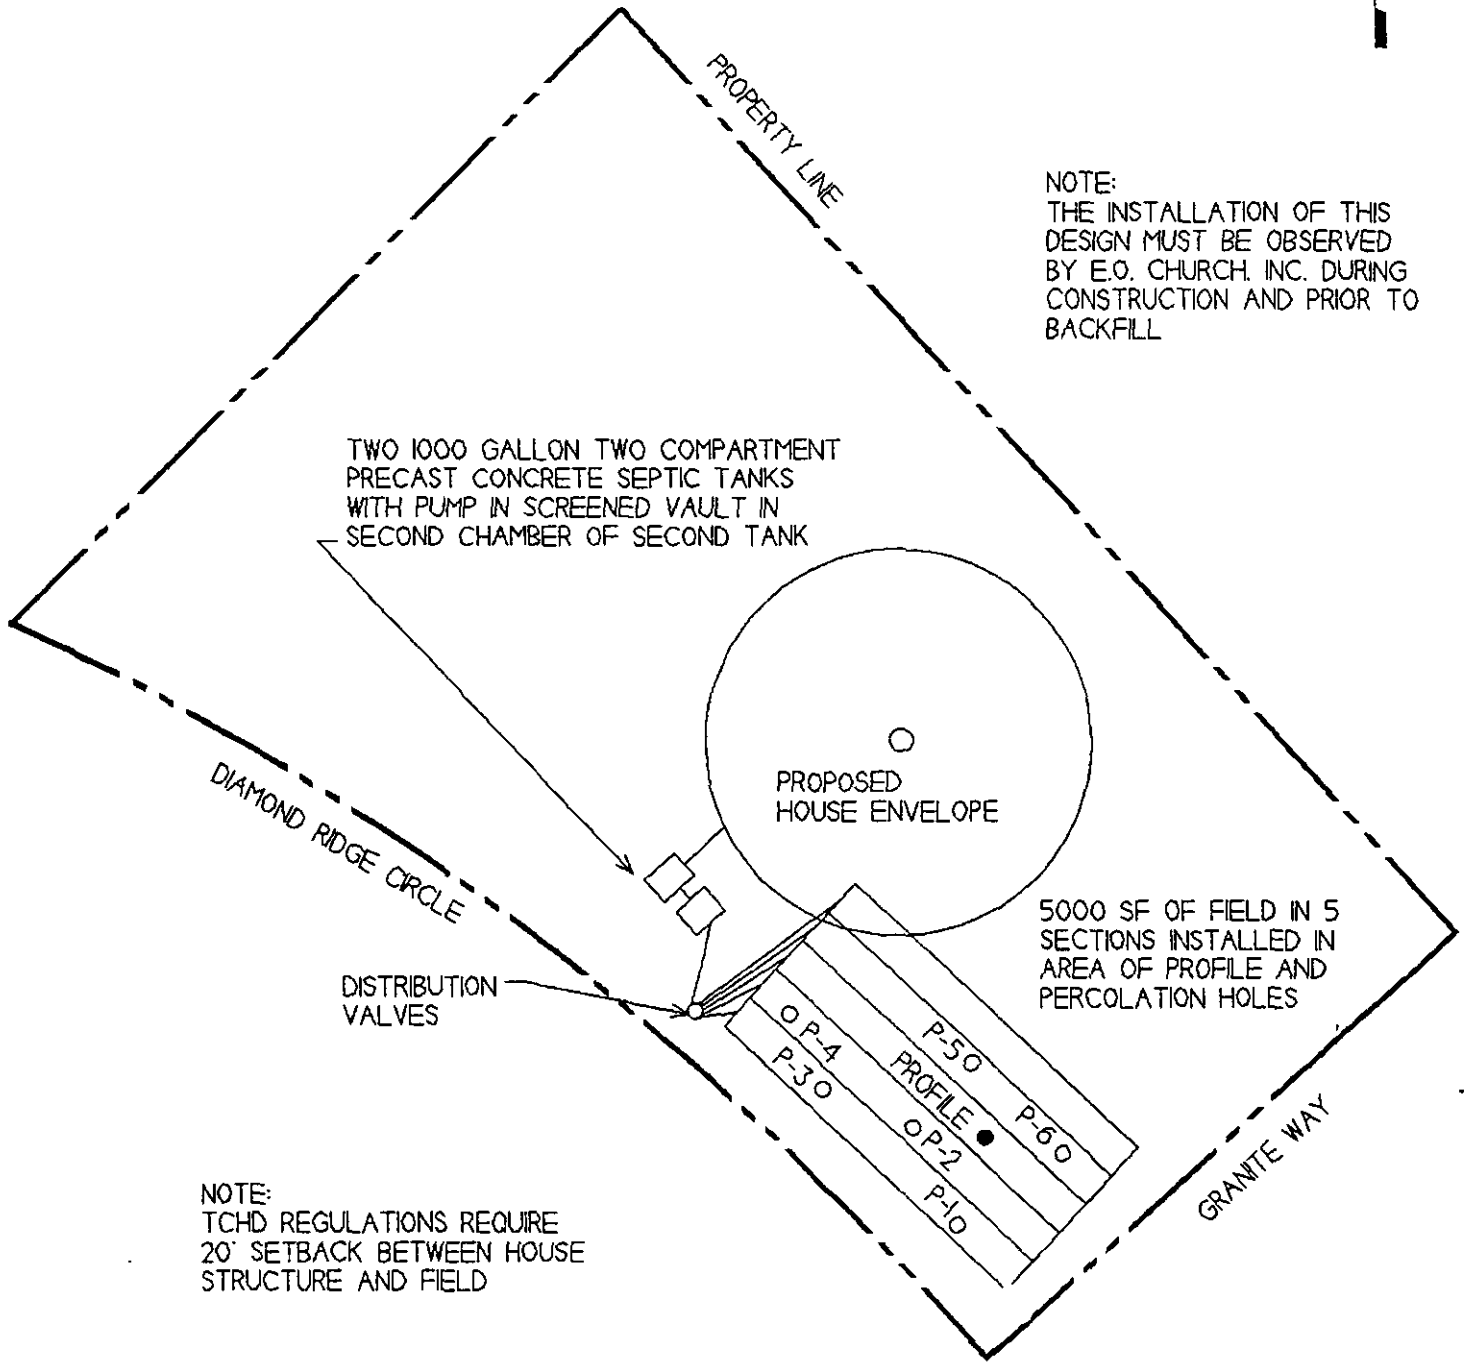 PROPERTY LINE
NOTE:
THE INSTALLATION OF THIS
DESIGN MUST BE OBSERVED
BY E.O. CHURCH. INC. DURING
CONSTRUCTION AND PRIOR TO
BACKFILL
TWO 1000 GALLON TWO COMPARTMENT
PRECAST CONCRETE SEPTIC TANKS
WITH PUMP IN SCREENED VAULT IN
SECOND CHAMBER OF SECOND TANK
PROPOSED
HOUSE ENVELOPE
DIAMOND RIDGE CIRCLE
5000 SF OF FIELD IN 5
SECTIONS INSTALLED IN
AREA OF PROFILE AND
PERCOLATION HOLES
DISTRIBUTION
VALVES
P-4
P-3
P-5
PROFILE
P-6
P-2
P-1
GRANITE WAY
NOTE:
TCHD REGULATIONS REQUIRE
20' SETBACK BETWEEN HOUSE
STRUCTURE AND FIELD